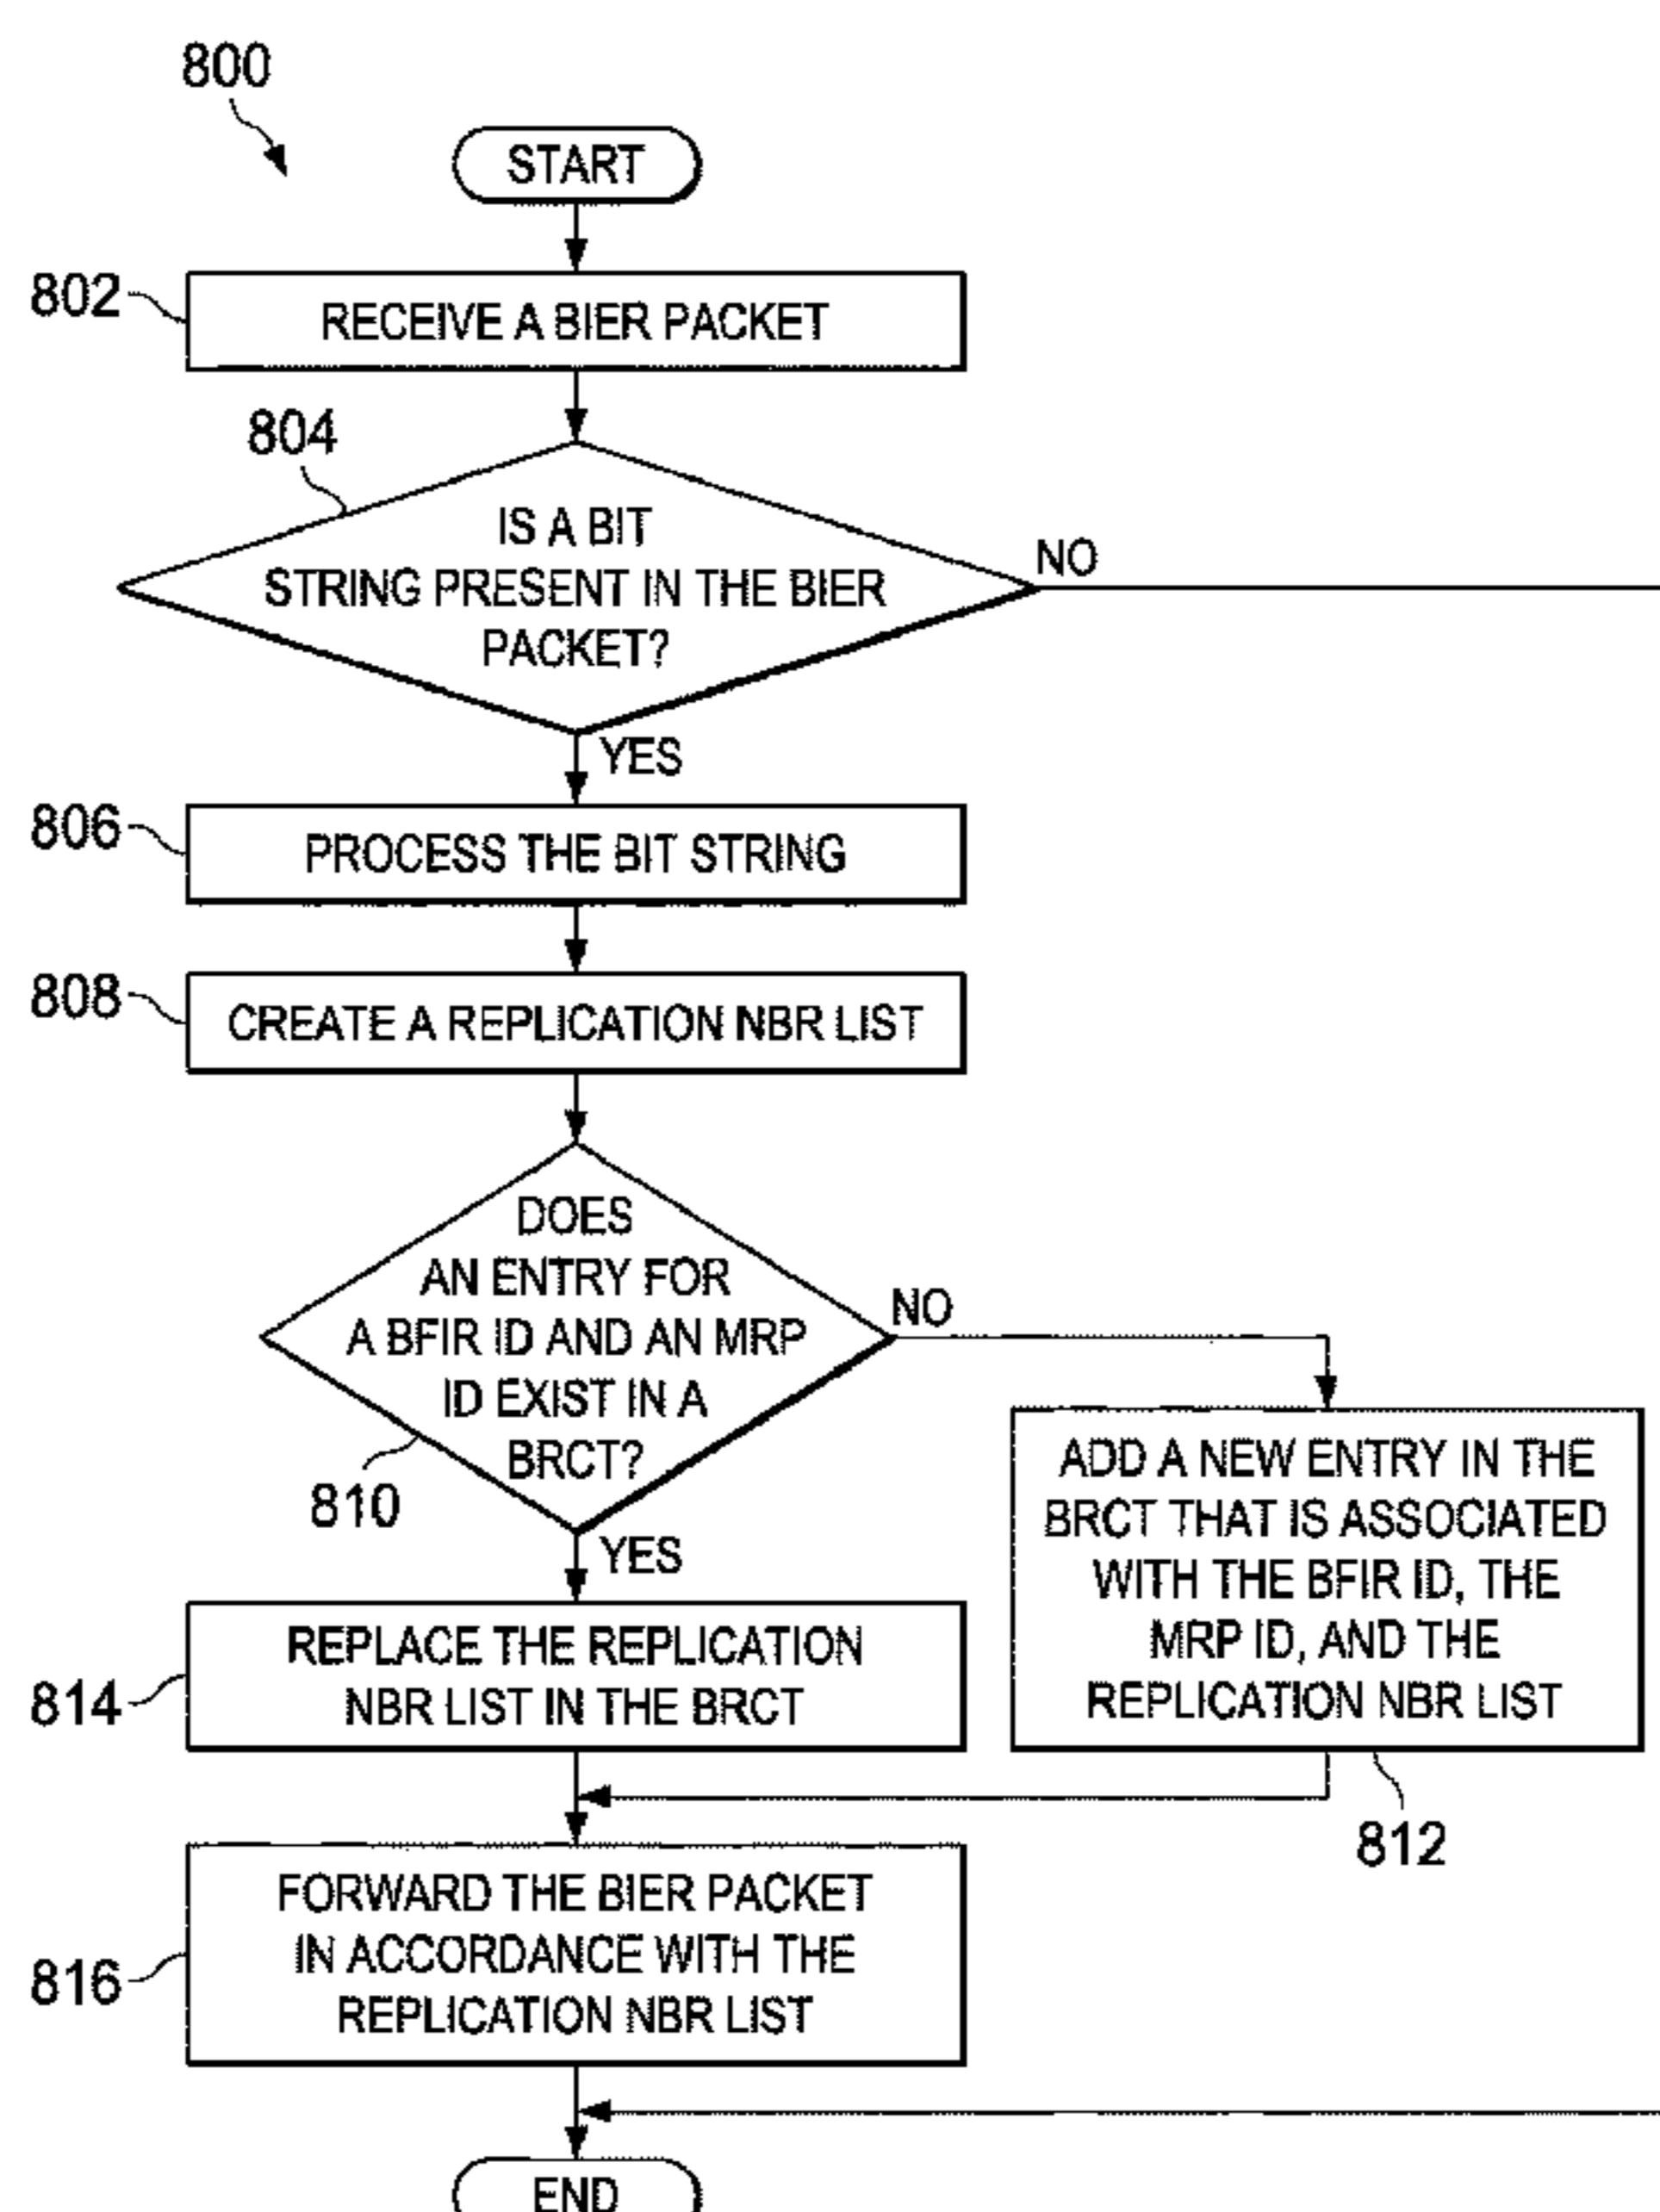 800
START
802
RECEIVE A BIER PACKET
804
IS A BIT
STRING PRESENT IN THE BIER
PACKET?
NO
YES
806
PROCESS THE BIT STRING
808
CREATE A REPLICATION NBR LIST
DOES
AN ENTRY FOR
A BFIR ID AND AN MRP
ID EXIST IN A
BRCT?
810
NO
YES
ADD A NEW ENTRY IN THE
BRCT THAT IS ASSOCIATED
WITH THE BFIR ID, THE
MRP ID, AND THE
REPLICATION NBR LIST
812
814
REPLACE THE REPLICATION
NBR LIST IN THE BRCT
816
FORWARD THE BIER PACKET
IN ACCORDANCE WITH THE
REPLICATION NBR LIST
END